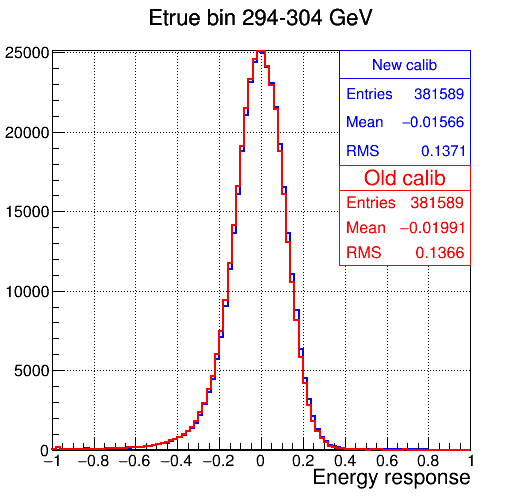 Etrue bin 294-304 GeV
25000
20000
15000
10000
5000
0
New calib
Entries 381589
Mean −0.01566
RMS 0.1371
Old calib
Entries 381589
Mean −0.01991
RMS 0.1366
−1 −0.8 −0.6 −0.4 −0.2 0 0.2 0.4 0.6 0.8 1
Energy response